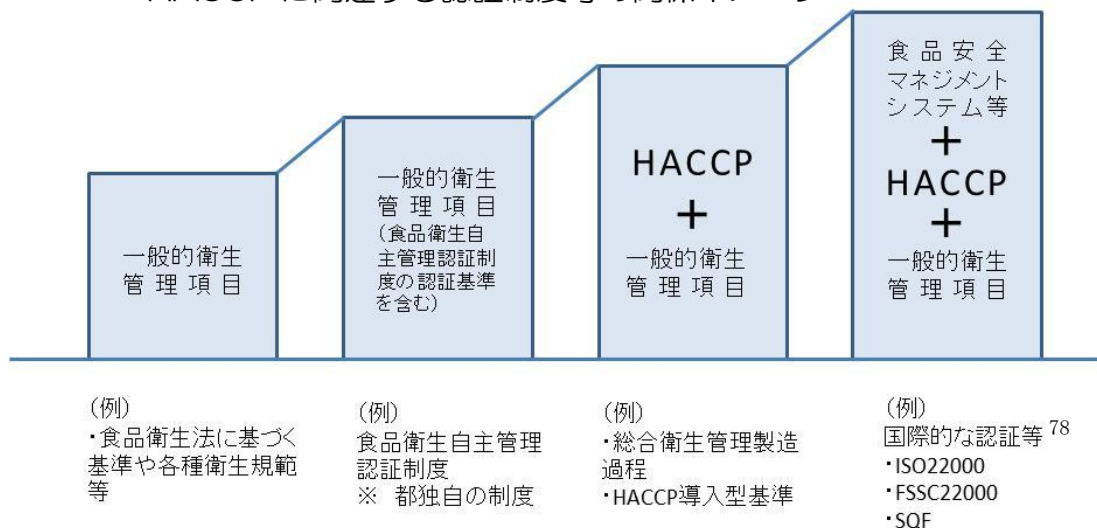 一般的衛生
管理項目
一般的衛生
管理項目
(食品衛生自
主管理認証制
度の認証基準
を含む)
HACCP
+
一般的衛生
管理項目
食品安全
マネジメント
システム等
+
HACCP
+
一般的衛生
管理項目
(例)
・食品衛生法に基づく
基準や各種衛生規範
等
(例)
食品衛生自主管理
認証制度
※ 都独自の制度
(例)
・総合衛生管理製造
過程
・HACCP導入型基準
(例)
国際的な認証等78
・ISO22000
・FSSC22000
・SQF